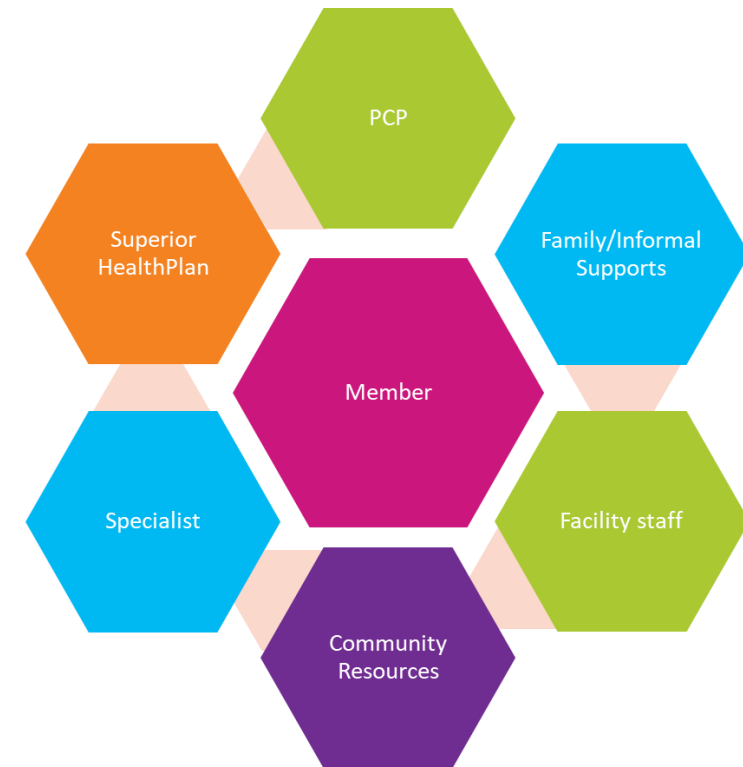 PCP
Superior
HealthPlan
Family/Informal
Supports
Member
Specialist
Facility staff
Community
Resources